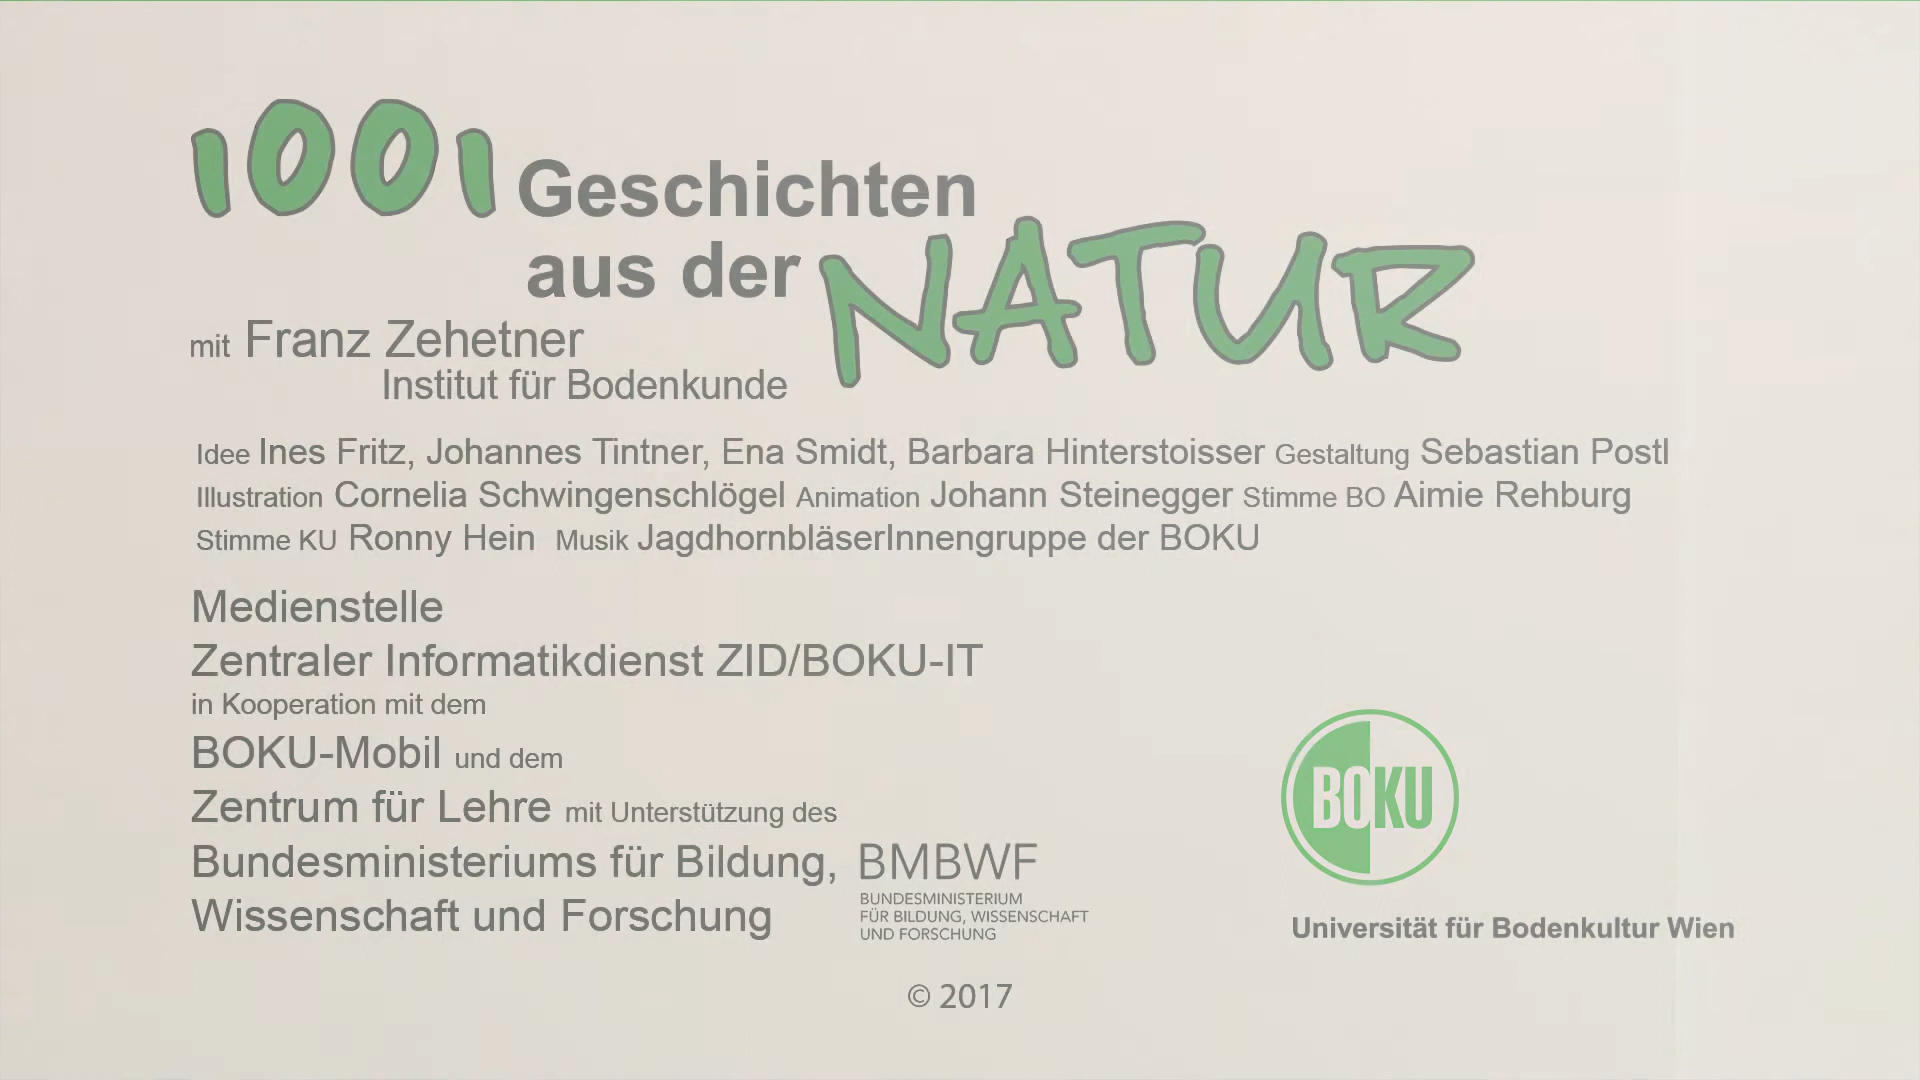 1001 Geschichten
aus der NATUR
mit Franz Zehetner
Institut für Bodenkunde
Idee Ines Fritz, Johannes Tintner, Ena Smidt, Barbara Hinterstoisser Gestaltung Sebastian Postl
Illustration Cornelia Schwingenschlögel Animation Johann Steinegger Stimme BO Aimie Rehburg
Stimme KU Ronny Hein Musik JagdhornbläserInnengruppe der BOKU
Medienstelle
Zentraler Informatikdienst ZID/BOKU-IT
in Kooperation mit dem
BOKU-Mobil und dem
Zentrum für Lehre mit Unterstützung des
Bundesministeriums für Bildung,
Wissenschaft und Forschung
BMBWF
BUNDESMINISTERIUM
FÜR BILDUNG, WISSENSCHAFT
UND FORSCHUNG
BOKU
Universität für Bodenkultur Wien
© 2017